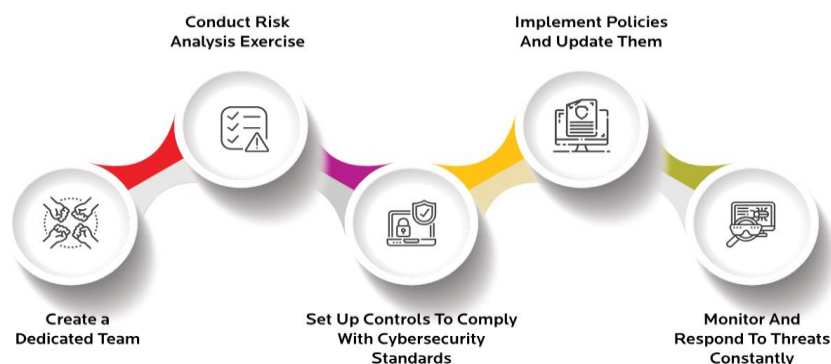 Conduct Risk
Analysis Exercise
Implement Policies
And Update Them
Create a
Dedicated Team
Set Up Controls To Comply
With Cybersecurity
Standards
Monitor And
Respond To Threats
Constantly